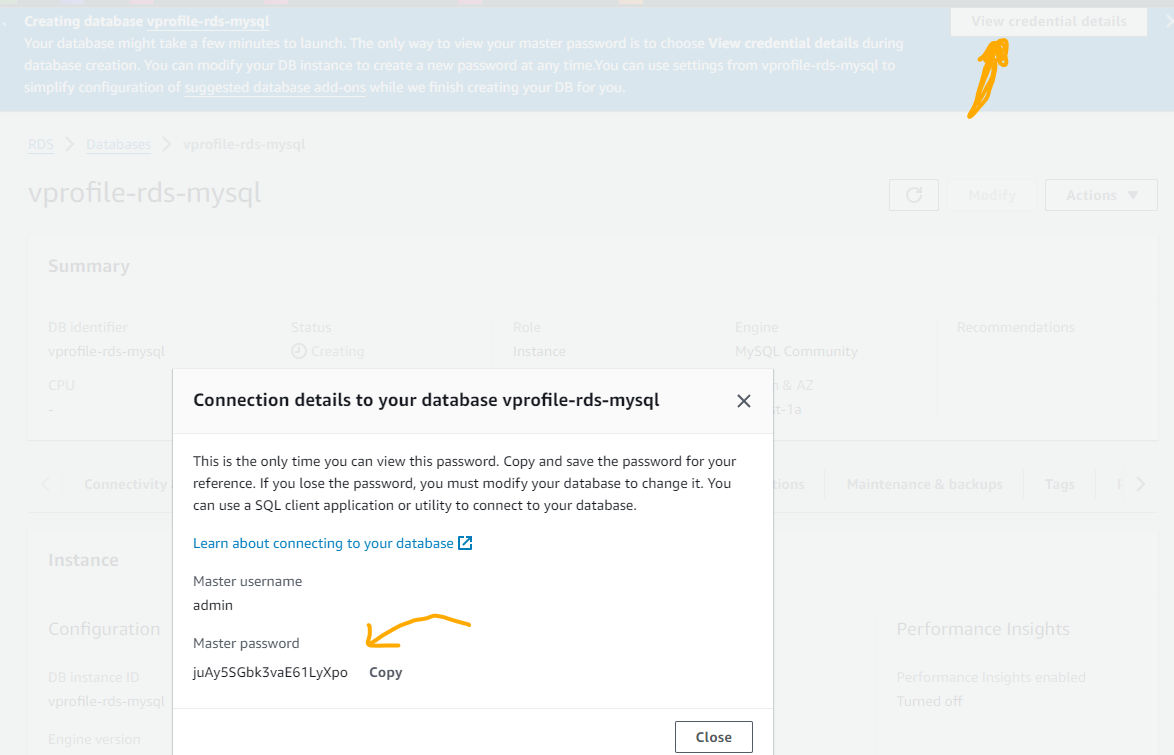 Creating database vprofile-rds-mysql
View credential details
Your database might take a few minutes to launch. The only way to view your master password is to choose View credential details during
database creation. You can modify your DB instance to create a new password at any time.You can use settings from vprofile-rds-mysql to
simplify configuration of suggested database add-ons while we finish creating your DB for you.
RDS > Databases > vprofile-rds-mysql
vprofile-rds-mysql
Modify
Actions
Summary
DB identifier
vprofile-rds-mysql
Status
Creating
Role
Instance
Engine
MySQL Community
Recommendations
CPU
-
& AZ
st-1a
Connectivity
Maintenance & backups
Tags
Connection details to your database vprofile-rds-mysql
This is the only time you can view this password. Copy and save the password for your
reference. If you lose the password, you must modify your database to change it. You
can use a SQL client application or utility to connect to your database.
Learn about connecting to your database
Master username
admin
Master password
juAy5SGbk3vaE61LyXpo
Copy
Close
Instance
Configuration
DB instance ID
vprofile-rds-mysql
Engine version
Performance Insights
Performance Insights enabled
Turned off